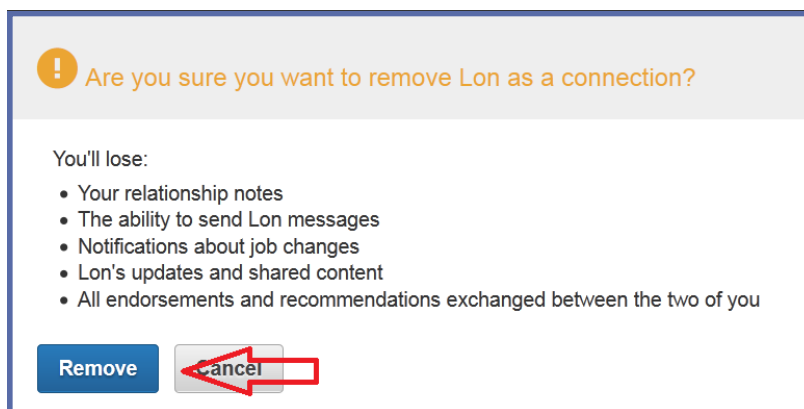 Are you sure you want to remove Lon as a connection?
You'll lose:
• Your relationship notes
• The ability to send Lon messages
• Notifications about job changes
• Lon's updates and shared content
• All endorsements and recommendations exchanged between the two of you
Remove Cancel